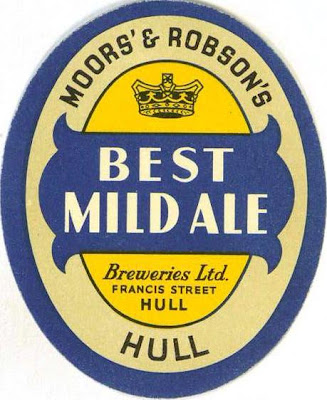 MOORS' & ROBSON'S
BEST
MILD ALE
Breweries Ltd.
FRANCIS STREET
HULL
HULL